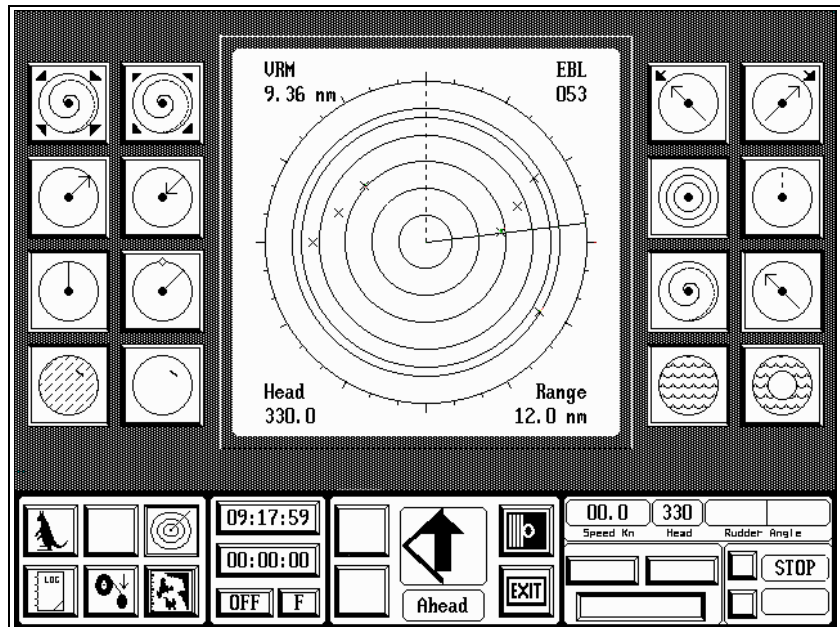 VRM EBL
9.36 nm 053
Head Range
330.0 12.0 nm
09:17:59
00:00:00
OFF F
LOG
Ahead
EXIT
00.0 330
Speed Kn Head Rudder Angle
STOP